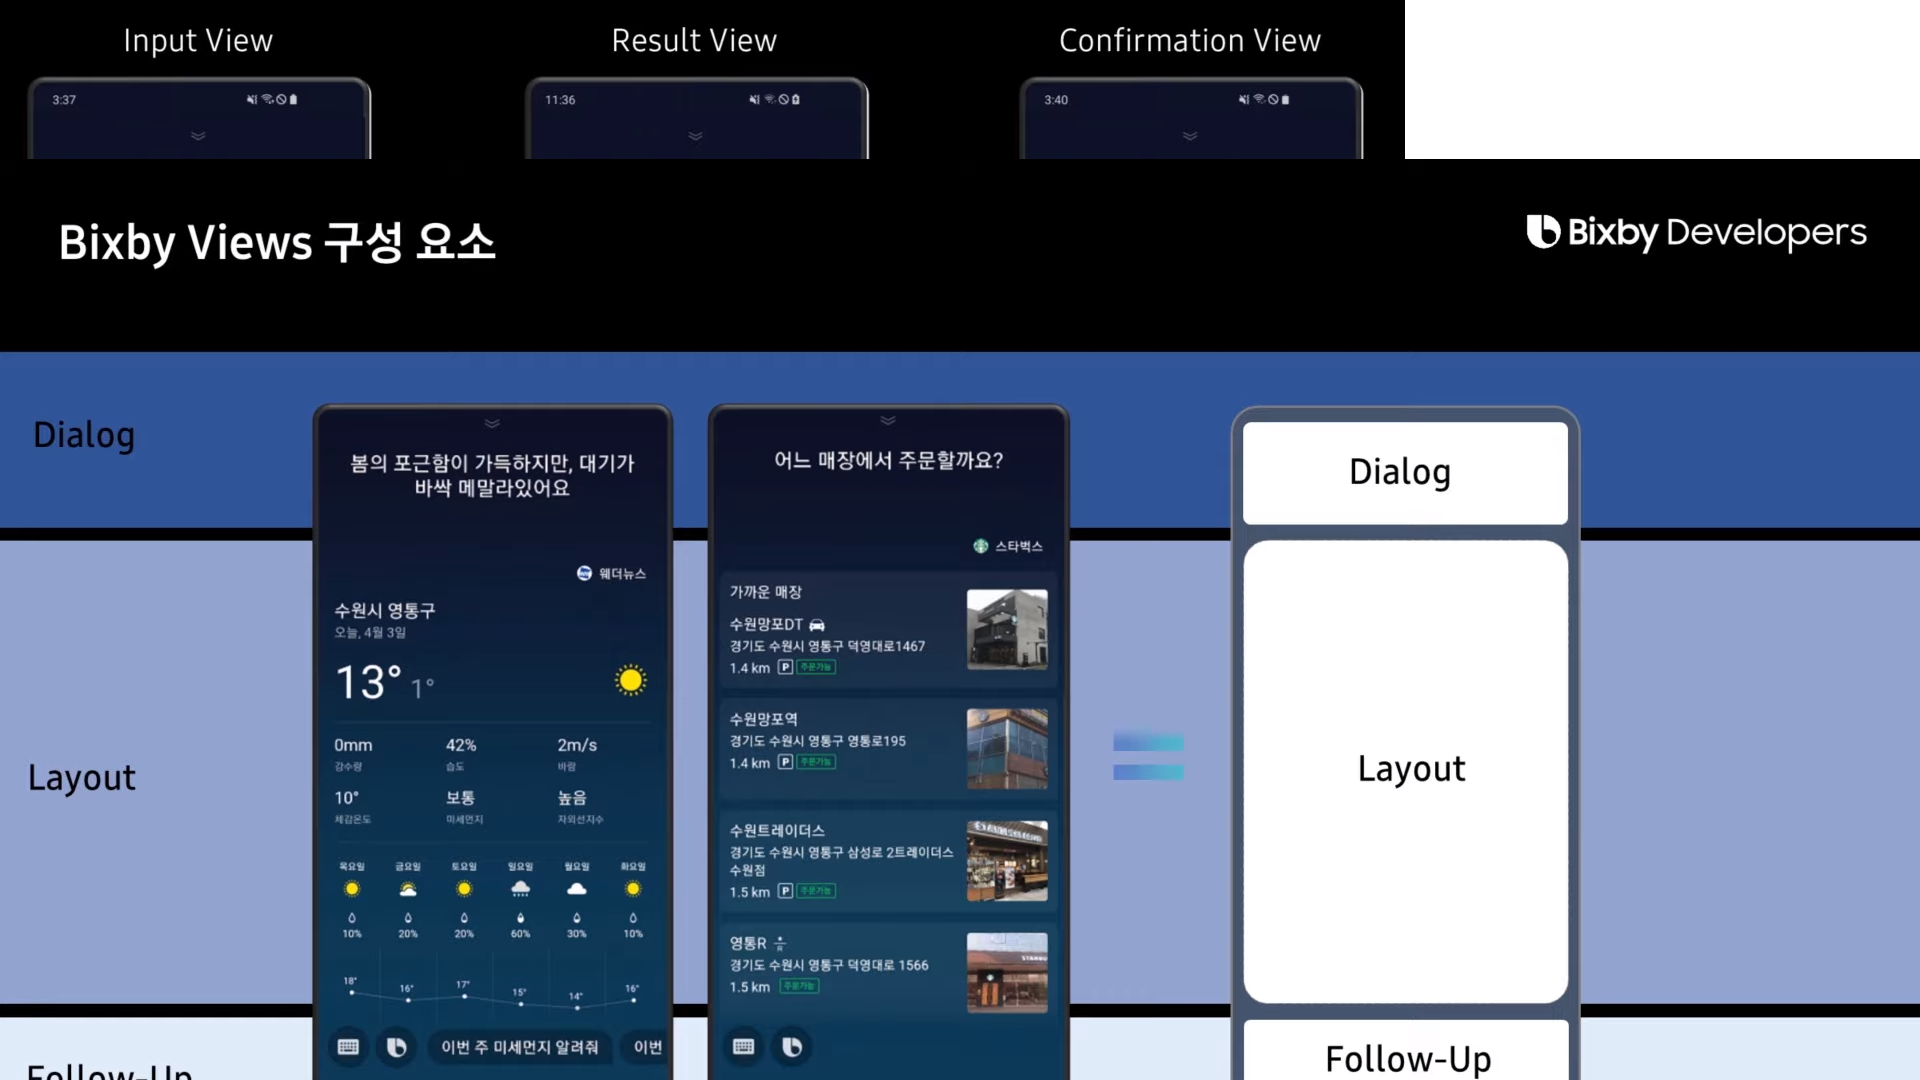 Input View
Result View
Confirmation View
3:37
11:36
3:40
Bixby Views 구성 요소
Bixby Developers
Dialog
봄의 포근함이 가득하지만, 대기가
바싹 메말라있어요
웨더뉴스
수원시 영통구
오늘, 4월 3일
13° 1°
0mm 42% 2m/s
강수량 습도 바람
10° 보통 높음
체감온도 미세먼지 자외선지수
목요일 금요일 토요일 일요일 월요일 화요일
10% 20% 20% 60% 30% 10%
18° 16° 17° 15° 14° 16°
이번 주 미세먼지 알려줘 이번
어느 매장에서 주문할까요?
스타벅스
가까운 매장
수원망포DT
경기도 수원시 영통구 덕영대로1467
1.4 km P 주문가능
수원망포역
경기도 수원시 영통구 영통로195
1.4 km P 주문가능
수원트레이더스
경기도 수원시 영통구 삼성로 2트레이더스
수원점
1.5 km P 주문가능
영통R
경기도 수원시 영통구 덕영대로 1566
1.5 km 주문가능
Dialog
Layout
Layout
Follow-Up
Follow-Up